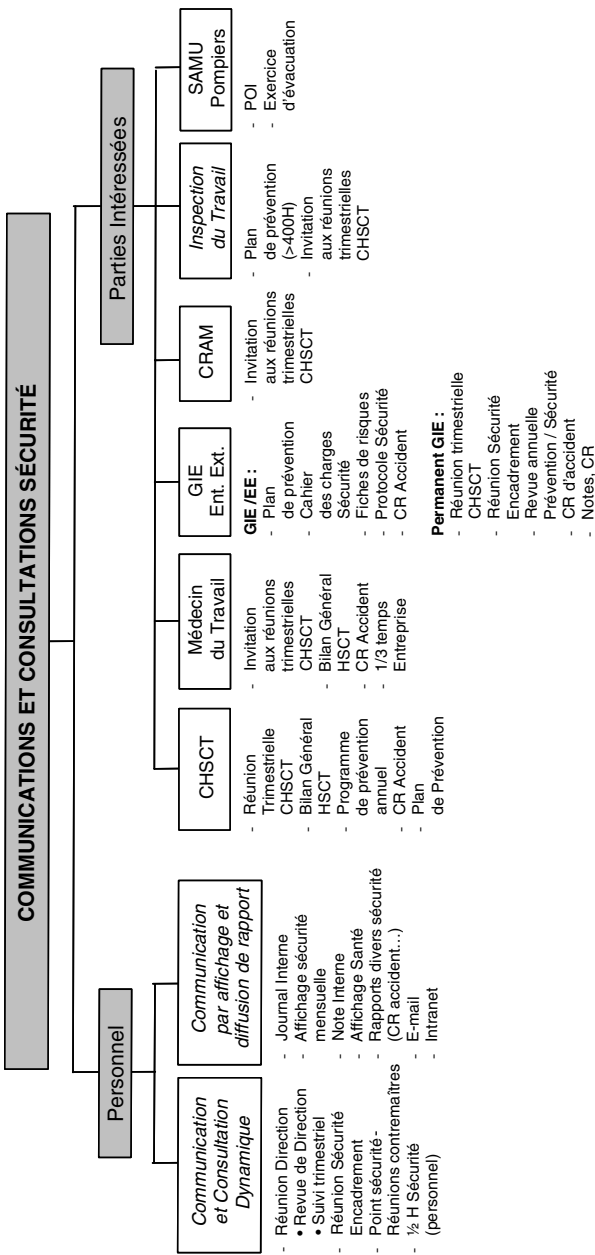 COMMUNICATIONS ET CONSULTATIONS SÉCURITÉ
Personnel
Communication
et Consultation
Dynamique
- Réunion Direction
• Revue de Direction
• Suivi trimestriel
- Réunion Sécurité
Encadrement
- Point sécurité-
Réunions contremaîtres
- ½ H Sécurité
(personnel)
Communication
par affichage et
diffusion de rapport
- Journal Interne
- Affichage sécurité
mensuelle
- Note Interne
- Affichage Santé
- Rapports divers sécurité
(CR accident...)
- E-mail
- Intranet
Parties Intéressées
CHSCT
- Réunion
Trimestrielle
CHSCT
- Bilan Général
HSCT
- Programme
de prévention
annuel
- CR Accident
- Plan
de Prévention
Médecin
du Travail
- Invitation
aux réunions
trimestrielles
CHSCT
- Bilan Général
HSCT
- CR Accident
- 1/3 temps
Entreprise
GIE
Ent. Ext.
GIE /EE :
- Plan
de prévention
- Cahier
des charges
Sécurité
- Fiches de risques
- Protocole Sécurité
- CR Accident
Permanent GIE :
- Réunion trimestrielle
CHSCT
- Réunion Sécurité
Encadrement
- Revue annuelle
Prévention / Sécurité
- CR d'accident
- Notes, CR
CRAM
- Invitation
aux réunions
trimestrielles
CHSCT
Inspection
du Travail
- Plan
de prévention
(>400H)
- Invitation
aux réunions
trimestrielles
CHSCT
SAMU
Pompiers
- POI
- Exercice
d'évacuation